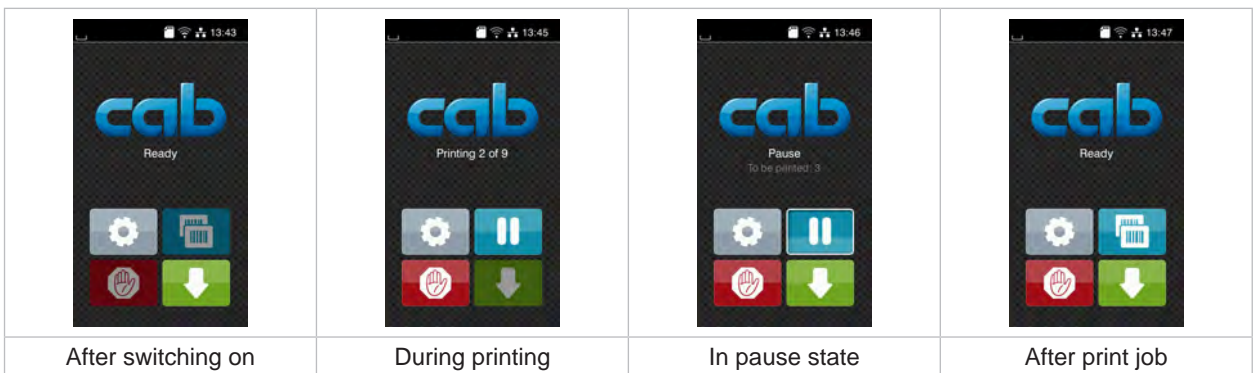 13:43
cab
Ready
After switching on
13:45
cab
Printing 2 of 9
During printing
13:46
cab
Pause
To be printed: 3
In pause state
13:47
cab
Ready
After print job